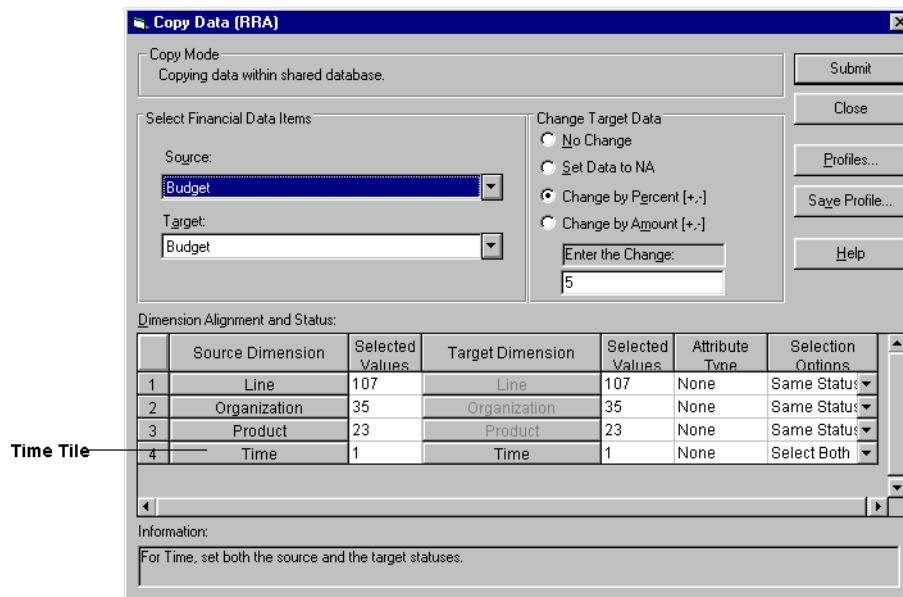 Copy Data (RRA)
Copy Mode
Copying data within shared database.
Submit
Close
Profiles...
Save Profile...
Help
Select Financial Data Items
Source:
Budget
Target:
Budget
Change Target Data
No Change
Set Data to NA
Change by Percent [+,-]
Change by Amount [+,-]
Enter the Change:
5
Dimension Alignment and Status:
Source Dimension Selected Values Target Dimension Selected Values Attribute Type Selection Options
1 Line 107 Line 107 None Same Status
2 Organization 35 Organization 35 None Same Status
3 Product 23 Product 23 None Same Status
4 Time 1 Time 1 None Select Both
Time Tile
Information:
For Time, set both the source and the target statuses.